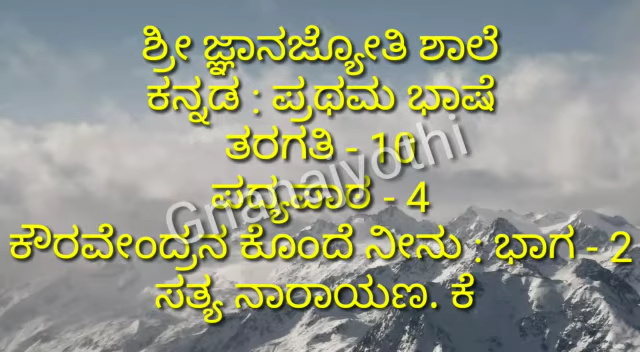 ಶ್ರೀ ಜ್ಞಾನಜ್ಯೋತಿ ಶಾಲೆ
ಕನ್ನಡ : ಪ್ರಥಮ ಭಾಷೆ
ತರಗತಿ - 10
ಪದ್ಯಪಾಠ - 4
ಕೌರವೇಂದ್ರನ ಕೊಂದೆ ನೀನು : ಭಾಗ - 2
ಸತ್ಯ ನಾರಾಯಣ. ಕೆ
Gnanajyothi